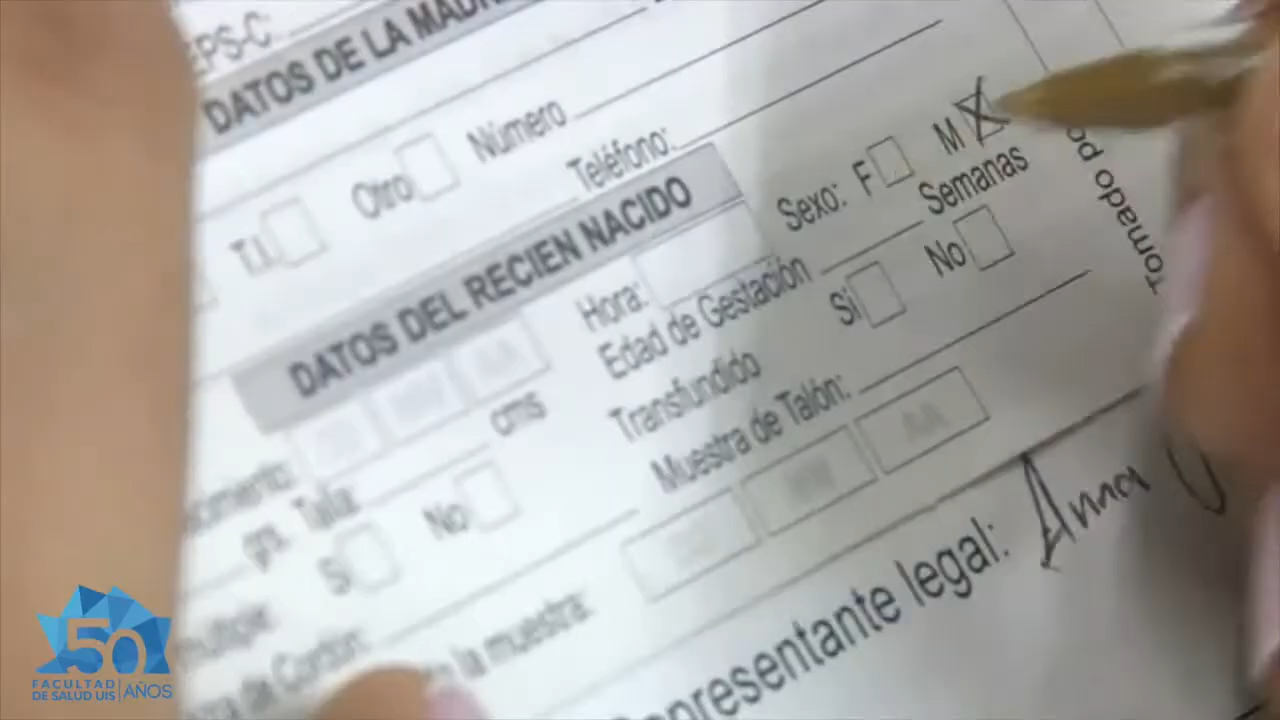 EPS-C:
DATOS DE LA MADRE
T.I. Otro Número
Teléfono:
DATOS DEL RECIEN NACIDO
Sexo: F M X
Hora:
Edad de Gestación Semanas
cms
Transfundido Si No
grs. Talla:
Muestra de Talón:
Si No
AA
la muestra:
Ana
legal:
Tomado po
50
FACULTAD
DE SALUD UIS | AÑOS